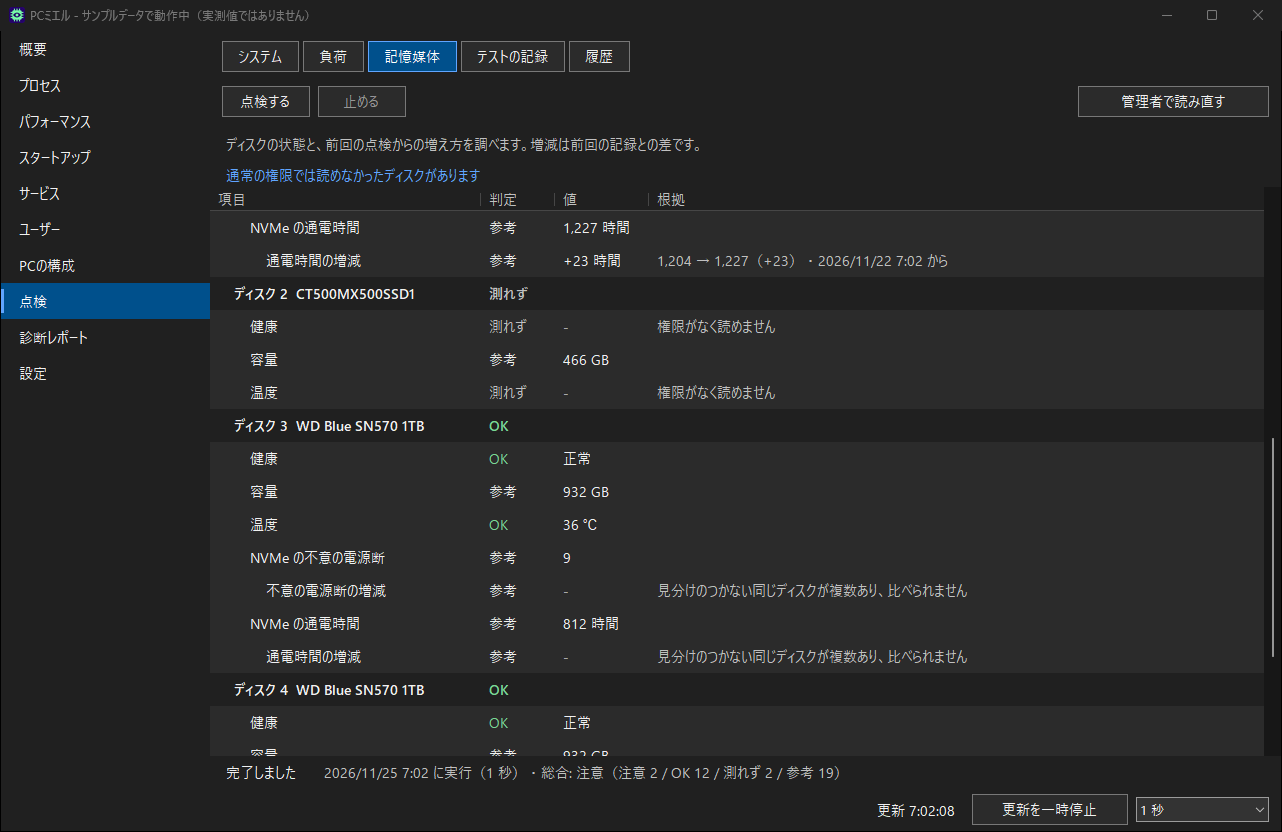 PCミエル - サンプルデータで動作中（実測値ではありません）
概要
プロセス
パフォーマンス
スタートアップ
サービス
ユーザー
PCの構成
点検
診断レポート
設定
システム 負荷 記憶媒体 テストの記録 履歴
点検する 止める 管理者で読み直す
ディスクの状態と、前回の点検からの増え方を調べます。増減は前回の記録との差です。
通常の権限では読めなかったディスクがあります
項目 判定 値 根拠
NVMe の通電時間 参考 1,227 時間
通電時間の増減 参考 +23 時間 1,204 → 1,227（+23）・2026/11/22 7:02 から
ディスク 2 CT500MX500SSD1 測れず
健康 測れず - 権限がなく読めません
容量 参考 466 GB
温度 測れず - 権限がなく読めません
ディスク 3 WD Blue SN570 1TB OK
健康 OK 正常
容量 参考 932 GB
温度 OK 36 ℃
NVMe の不意の電源断 参考 9
不意の電源断の増減 参考 - 見分けのつかない同じディスクが複数あり、比べられません
NVMe の通電時間 参考 812 時間
通電時間の増減 参考 - 見分けのつかない同じディスクが複数あり、比べられません
ディスク 4 WD Blue SN570 1TB OK
健康 OK 正常
容量 参考 932 GB
完了しました 2026/11/25 7:02 に実行（1 秒）・総合: 注意（注意 2 / OK 12 / 測れず 2 / 参考 19）
更新 7:02:08 更新を一時停止 1 秒